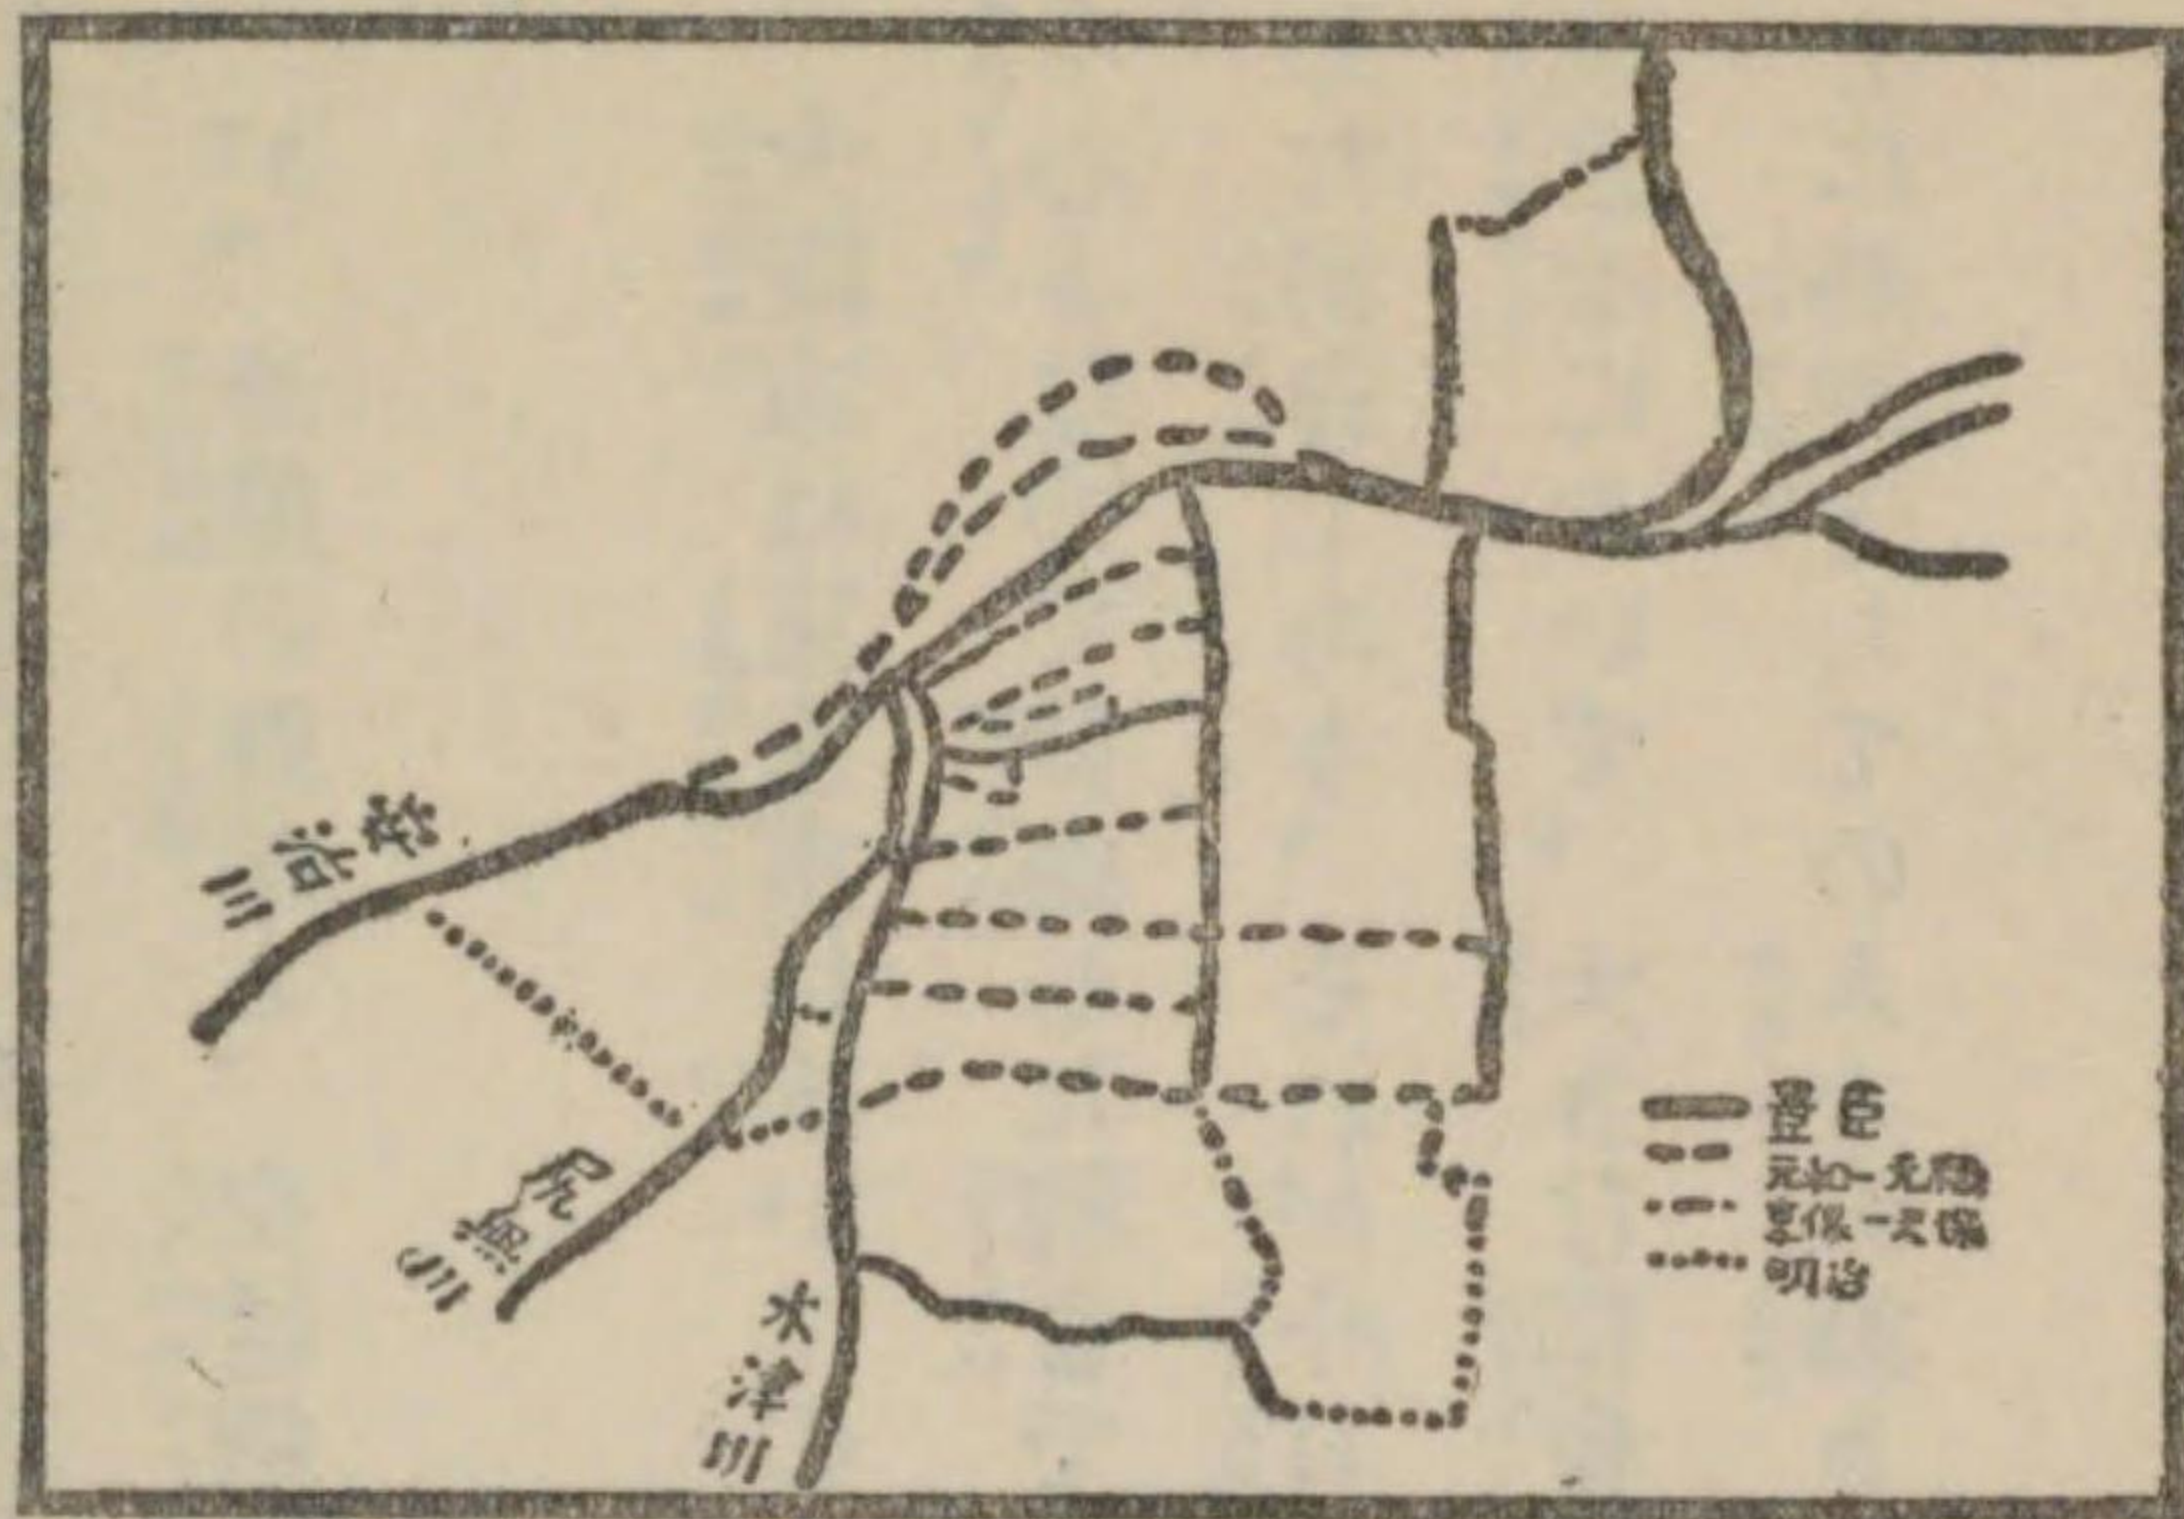 安治川
尻無川
木津川
豊臣
元和—元禄
享保—天保
明治